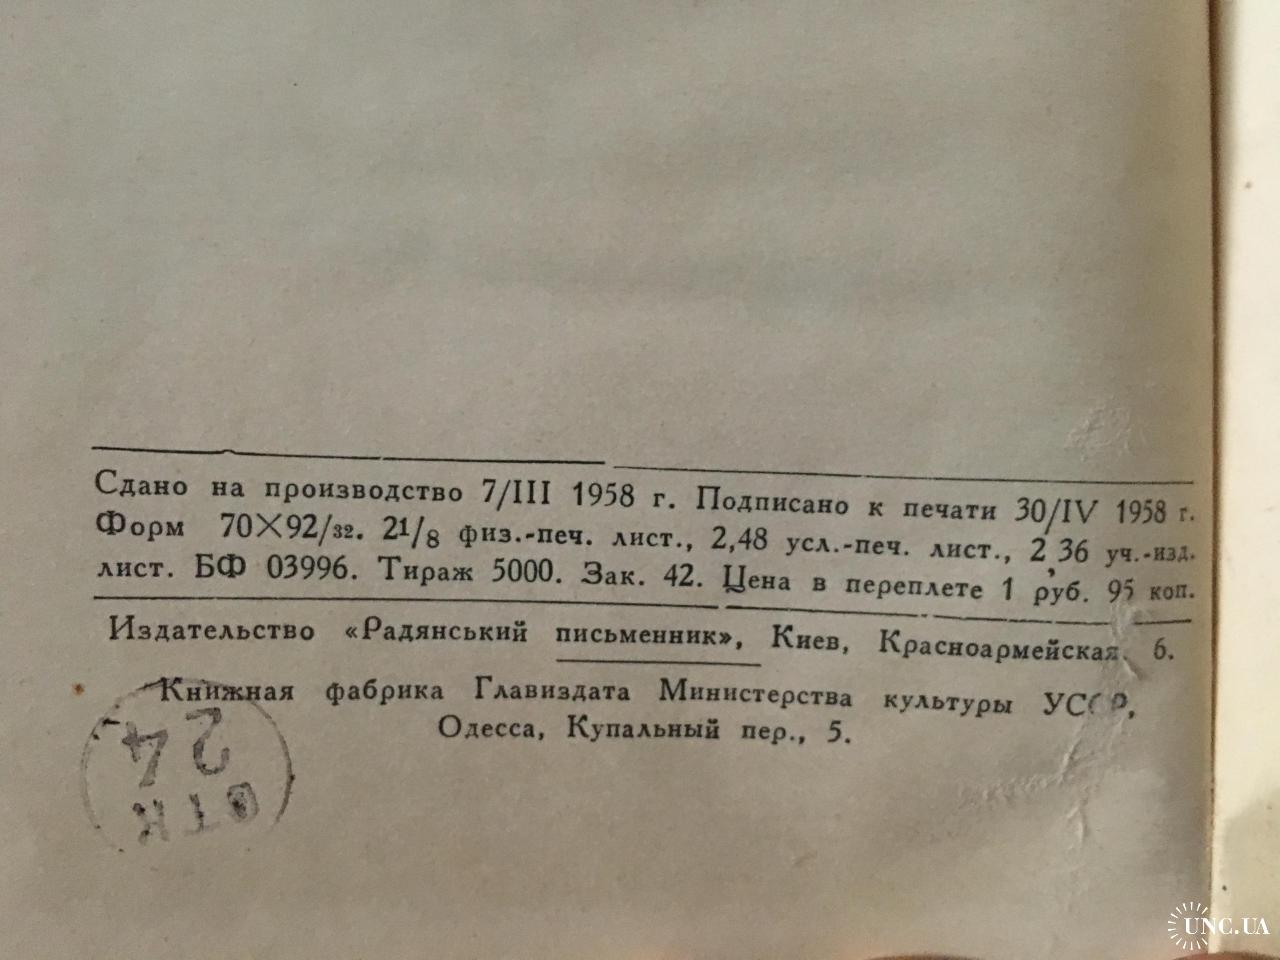 Сдано на производство 7/III 1958 г. Подписано к печати 30/IV 1958 г.
Форм 70×92/32. 21/8 физ.-печ. лист., 2,48 усл.-печ. лист., 2,36 уч.-изд.
лист. БФ 03996. Тираж 5000. Зак. 42. Цена в переплете 1 руб. 95 коп.
Издательство «Радянський письменник», Киев, Красноармейская, 6.
Книжная фабрика Главиздата Министерства культуры УССР,
Одесса, Купальный пер., 5.
ОТК
24
UNC.UA